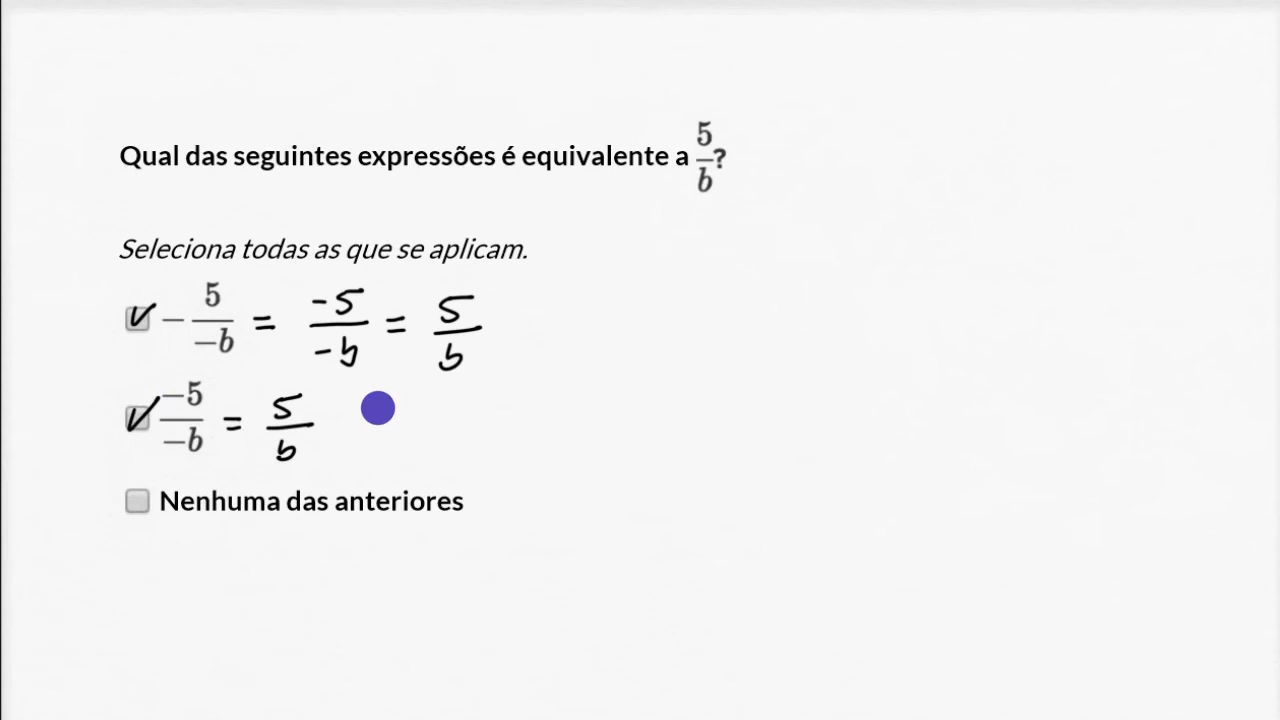 Qual das seguintes expressões é equivalente a 5/b?
Seleciona todas as que se aplicam.
✓ - 5/-b = -5/-b = 5/b
✓ -5/-b = 5/b
Nenhuma das anteriores